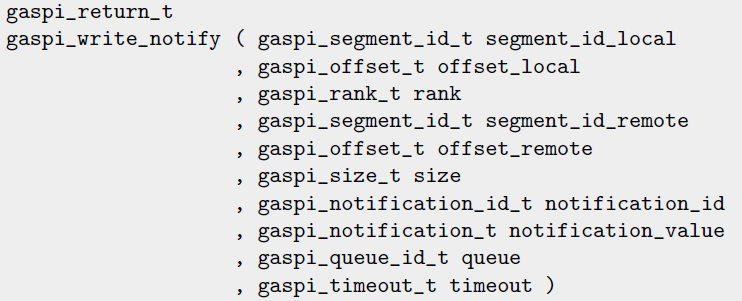 gaspi_return_t
gaspi_write_notify ( gaspi_segment_id_t segment_id_local
, gaspi_offset_t offset_local
, gaspi_rank_t rank
, gaspi_segment_id_t segment_id_remote
, gaspi_offset_t offset_remote
, gaspi_size_t size
, gaspi_notification_id_t notification_id
, gaspi_notification_t notification_value
, gaspi_queue_id_t queue
, gaspi_timeout_t timeout )